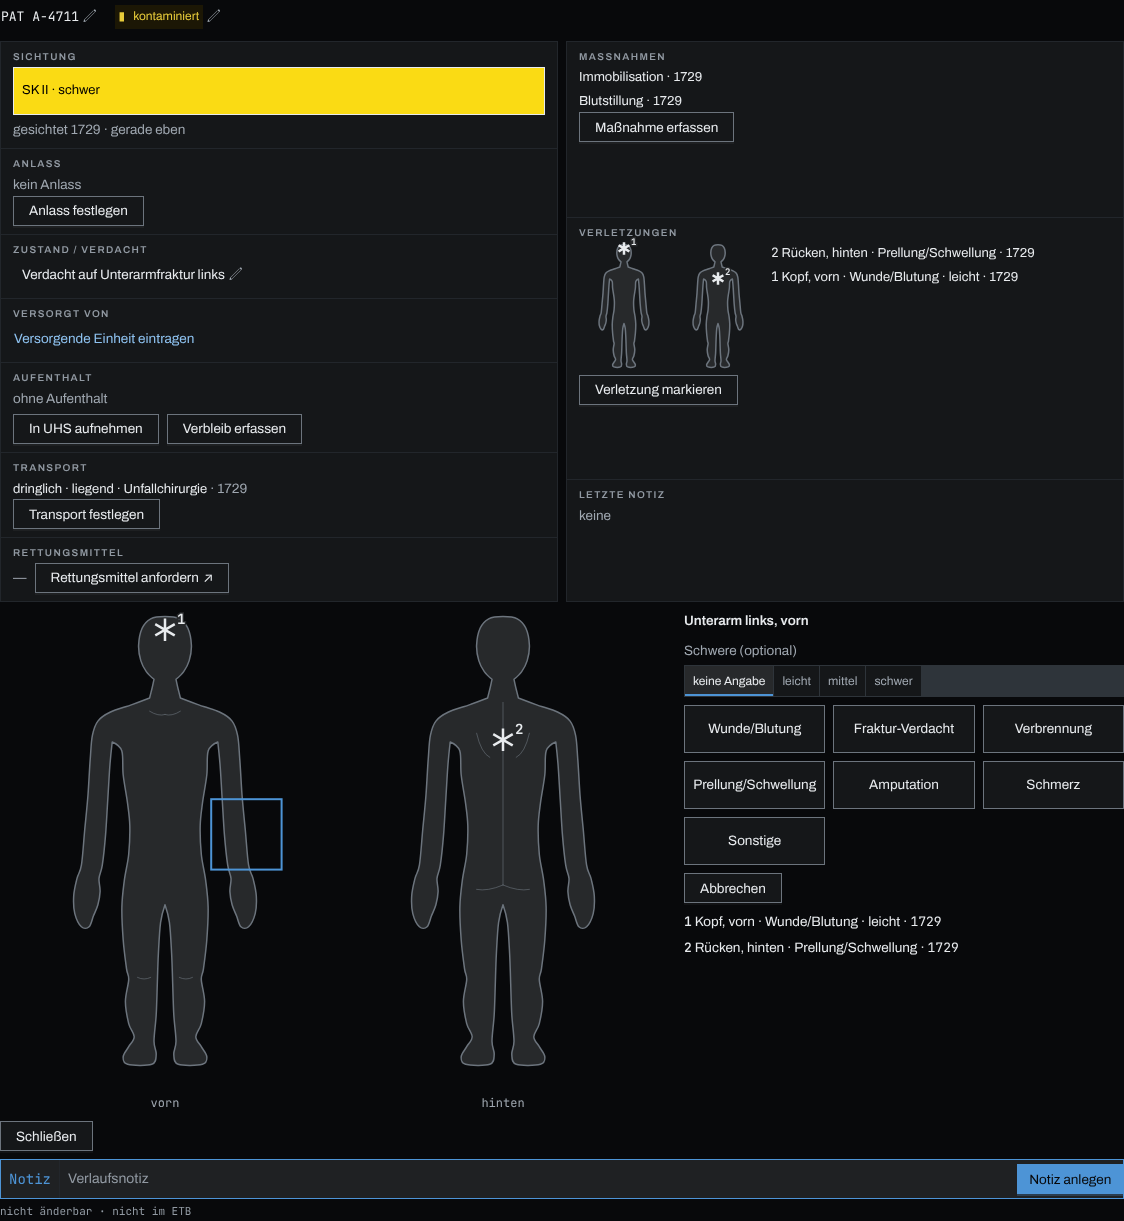 PAT A-4711
kontaminiert
SICHTUNG
SK II · schwer
gesichtet 1729 · gerade eben
ANLASS
kein Anlass
Anlass festlegen
ZUSTAND / VERDACHT
Verdacht auf Unterarmfraktur links
VERSORGT VON
Versorgende Einheit eintragen
AUFENTHALT
ohne Aufenthalt
In UHS aufnehmen Verbleib erfassen
TRANSPORT
dringlich · liegend · Unfallchirurgie · 1729
Transport festlegen
RETTUNGSMITTEL
— Rettungsmittel anfordern ↗
MASSNAHMEN
Immobilisation · 1729
Blutstillung · 1729
Maßnahme erfassen
VERLETZUNGEN
1
2
2 Rücken, hinten · Prellung/Schwellung · 1729
1 Kopf, vorn · Wunde/Blutung · leicht · 1729
Verletzung markieren
LETZTE NOTIZ
keine
1
2
vorn
hinten
Unterarm links, vorn
Schwere (optional)
keine Angabe leicht mittel schwer
Wunde/Blutung Fraktur-Verdacht Verbrennung
Prellung/Schwellung Amputation Schmerz
Sonstige
Abbrechen
1 Kopf, vorn · Wunde/Blutung · leicht · 1729
2 Rücken, hinten · Prellung/Schwellung · 1729
Schließen
Notiz Verlaufsnotiz Notiz anlegen
nicht änderbar · nicht im ETB